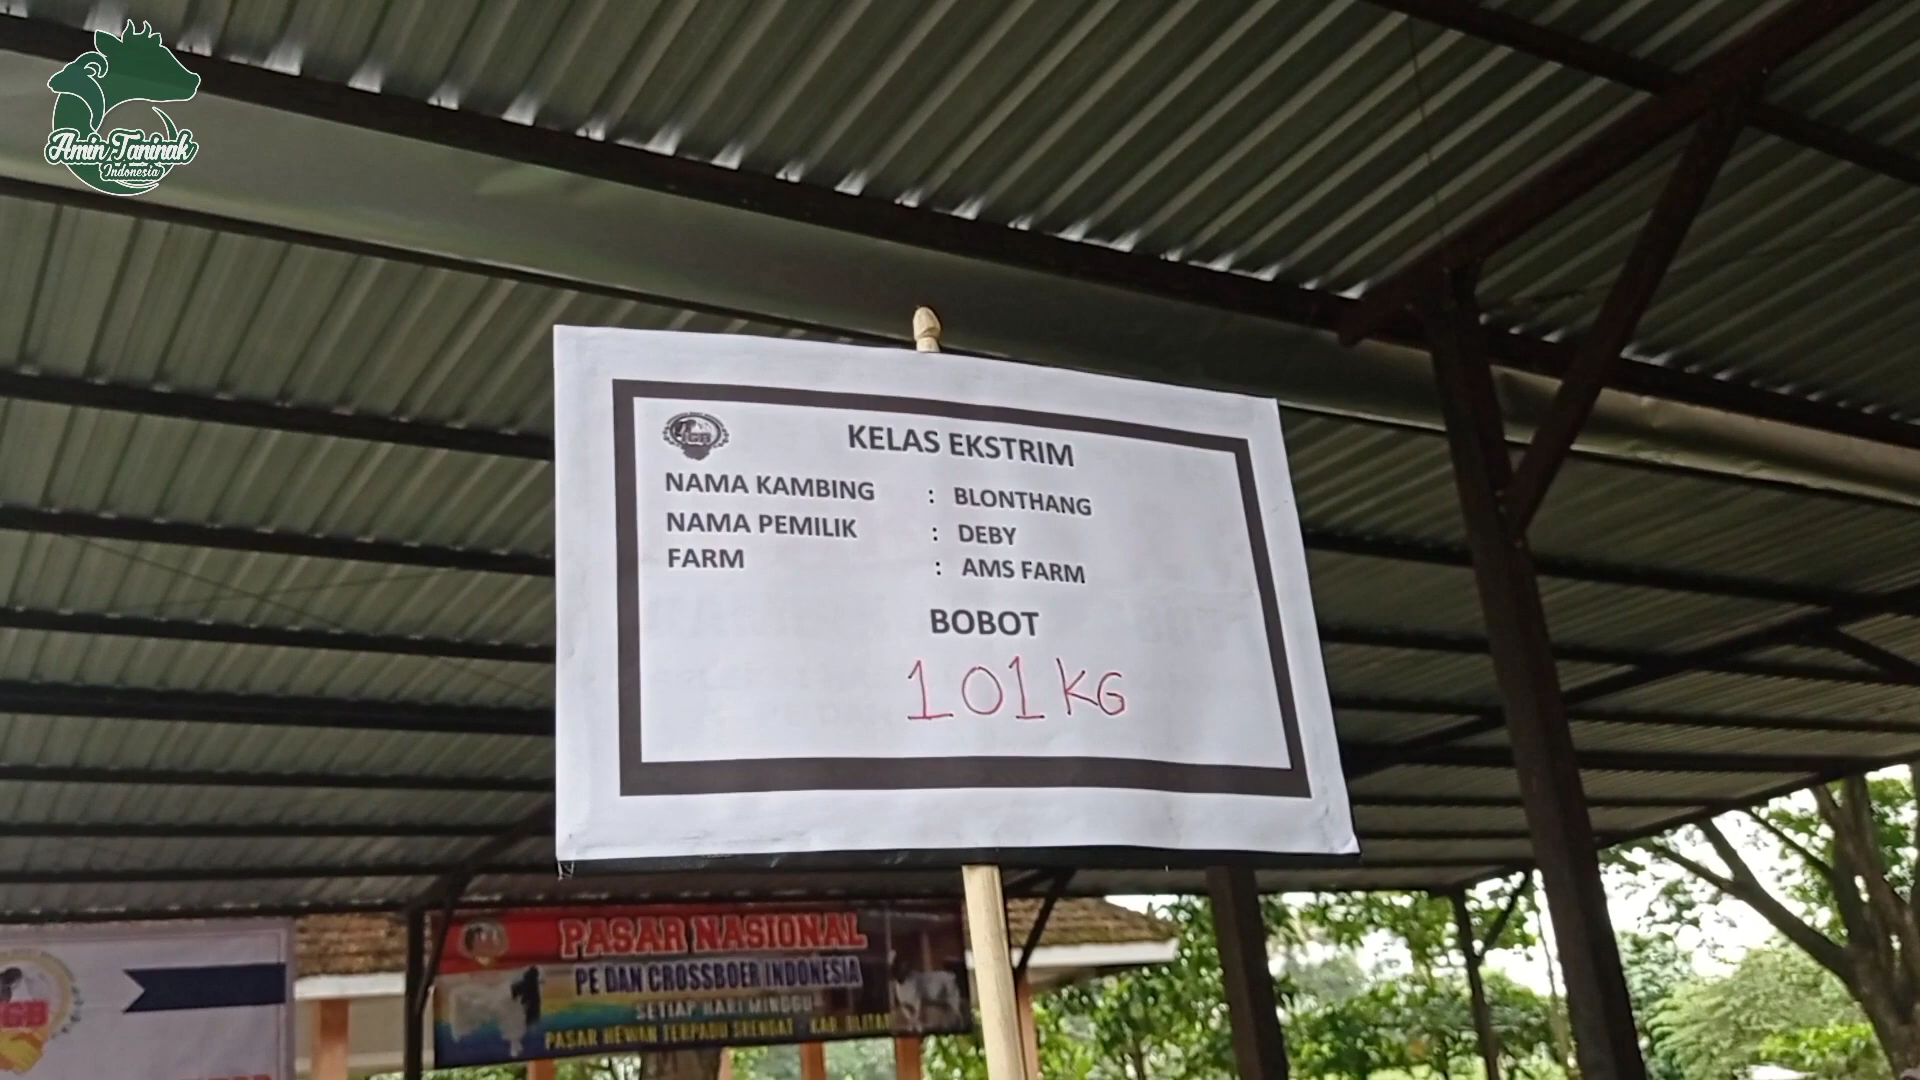 Amin Taninak
Indonesia
KELAS EKSTRIM
NAMA KAMBING : BLONTHANG
NAMA PEMILIK : DEBY
FARM : AMS FARM
BOBOT
101 KG
PASAR NASIONAL
PE DAN CROSSBOER INDONESIA
SETIAP HARI MINGGU
PASAR HEWAN TERPADU SRENGAT KAB. BLITAR